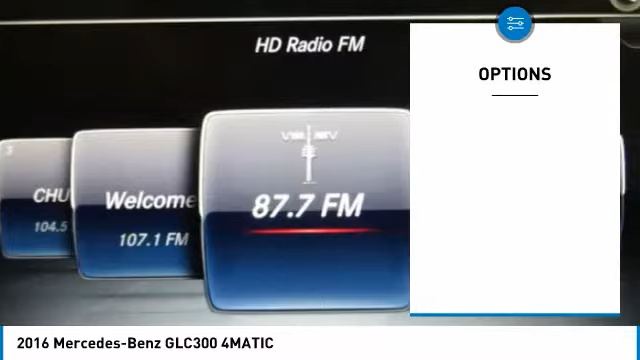 HD Radio FM
OPTIONS
3
CHU
Welcome
87.7 FM
104.5
107.1 FM
2016 Mercedes-Benz GLC300 4MATIC